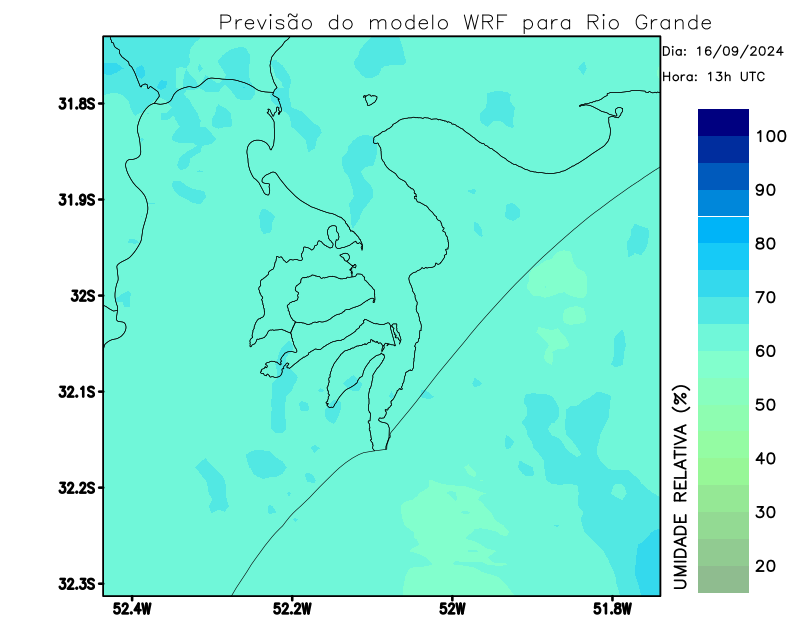 Previsão do modelo WRF para Rio Grande
Dia: 16/09/2024
Hora: 13h UTC
31.8S
31.9S
32S
32.1S
32.2S
32.3S
52.4W
52.2W
52W
51.8W
UMIDADE RELATIVA (%)
100
90
80
70
60
50
40
30
20